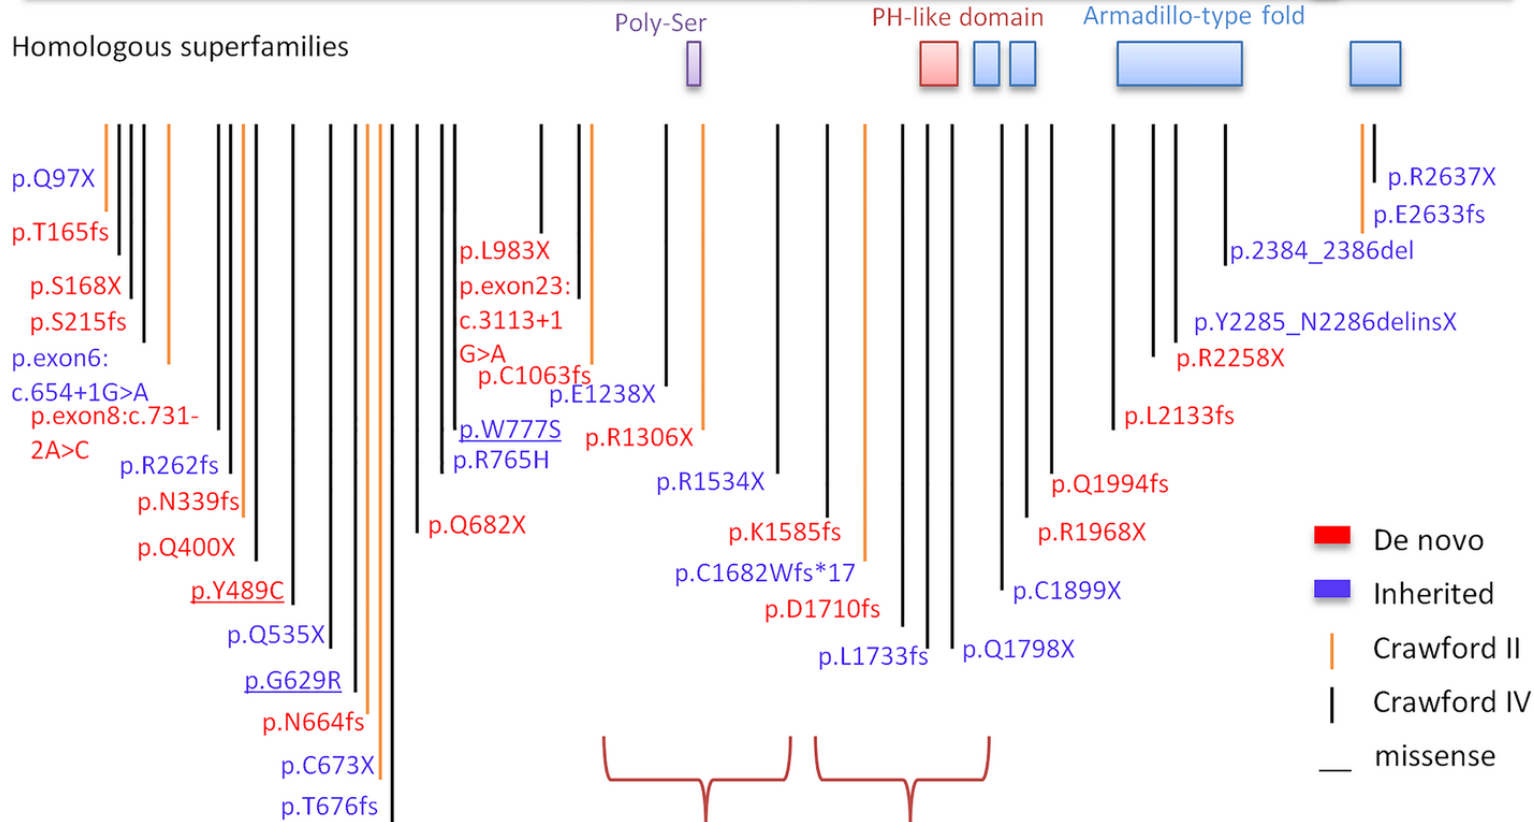 Poly-Ser
PH-like domain
Armadillo-type fold
Homologous superfamilies
p.Q97X
p.T165fs
p.S168X
p.S215fs
p.exon6:
c.654+1G>A
p.exon8:c.731-
2A>C
p.R262fs
p.N339fs
p.Q400X
p.Y489C
p.Q535X
p.G629R
p.N664fs
p.C673X
p.T676fs
p.Q682X
p.R765H
p.W777S
p.L983X
p.exon23:
c.3113+1
G>A
p.C1063fs
p.E1238X
p.R1306X
p.R1534X
p.K1585fs
p.C1682Wfs*17
p.D1710fs
p.L1733fs
p.Q1798X
p.C1899X
p.R1968X
p.Q1994fs
p.L2133fs
p.R2258X
p.Y2285_N2286delinsX
p.2384_2386del
p.E2633fs
p.R2637X
De novo
Inherited
Crawford II
Crawford IV
missense